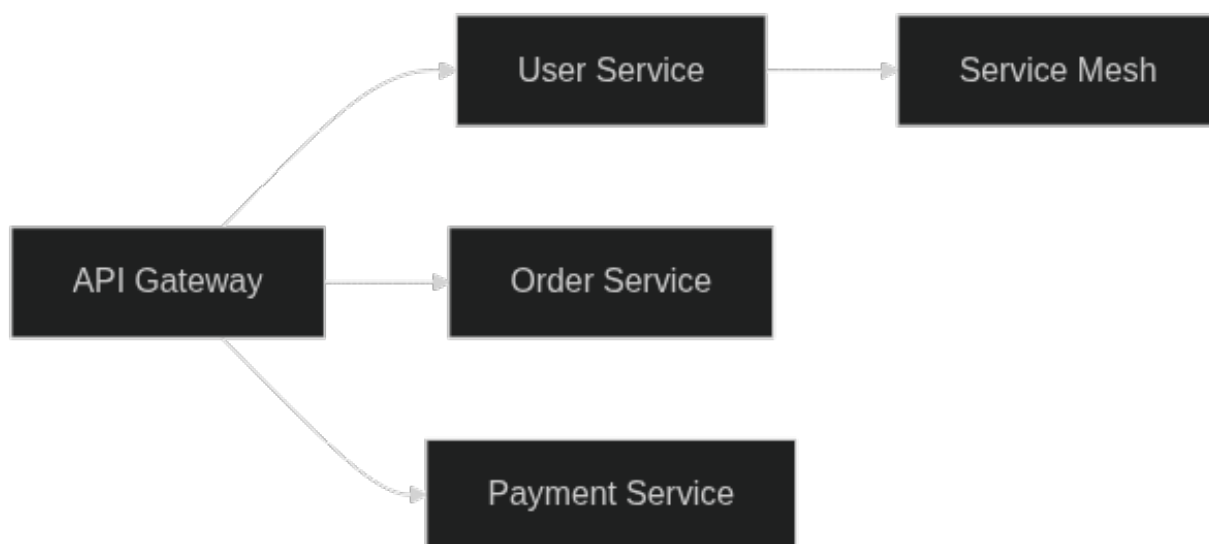 User Service
Service Mesh
API Gateway
Order Service
Payment Service